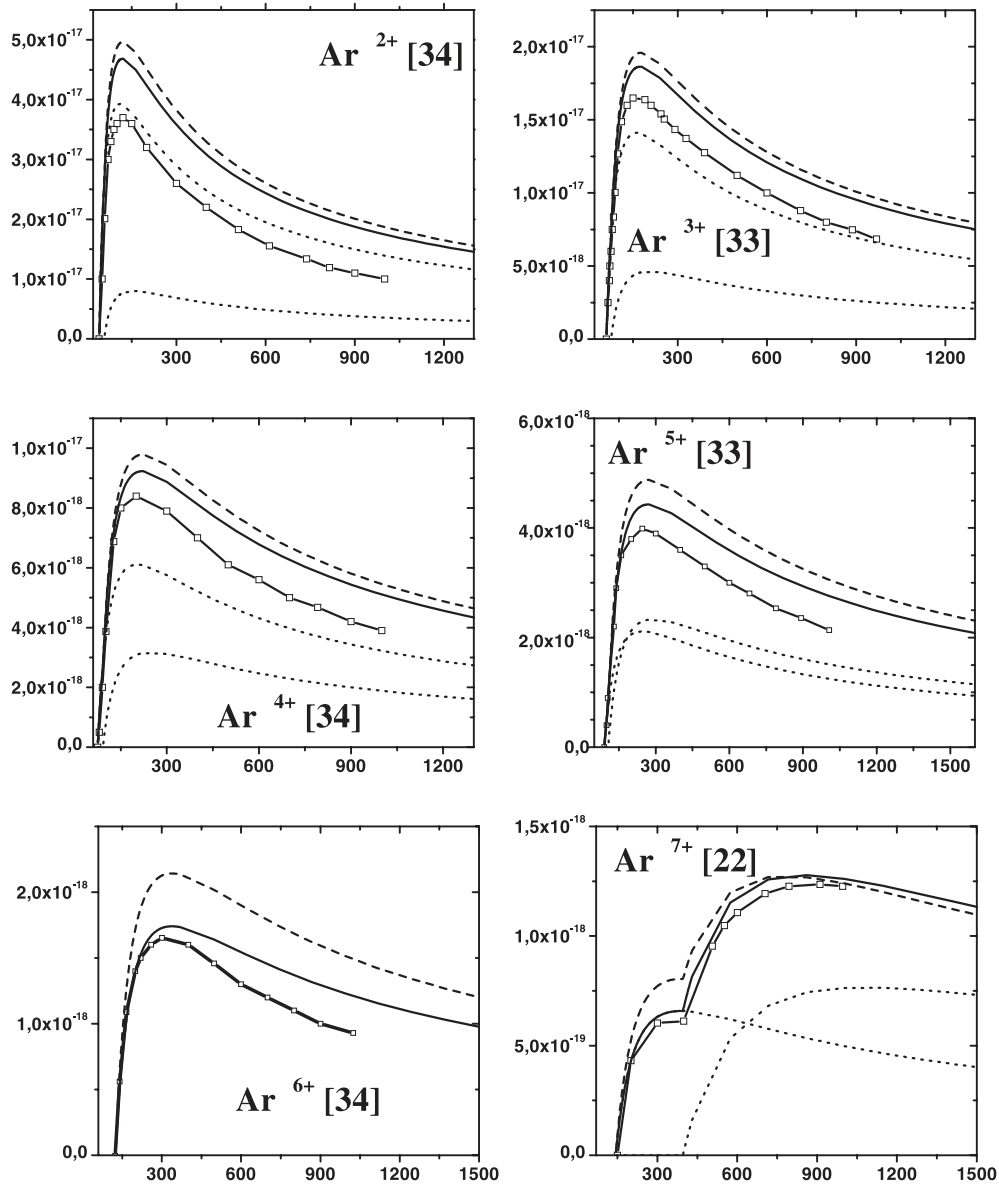 5,0x10-17
4,0x10-17
3,0x10-17
2,0x10-17
1,0x10-17
0,0
Ar 2+ [34]
300 600 900 1200
2,0x10-17
1,5x10-17
1,0x10-17
5,0x10-18
0,0
Ar 3+ [33]
300 600 900 1200
1,0x10-17
8,0x10-18
6,0x10-18
4,0x10-18
2,0x10-18
0,0
Ar 4+ [34]
300 600 900 1200
6,0x10-18
4,0x10-18
2,0x10-18
0,0
Ar 5+ [33]
300 600 900 1200 1500
2,0x10-18
1,0x10-18
0,0
Ar 6+ [34]
300 600 900 1200 1500
1,5x10-18
1,0x10-18
5,0x10-19
0,0
Ar 7+ [22]
300 600 900 1200 1500